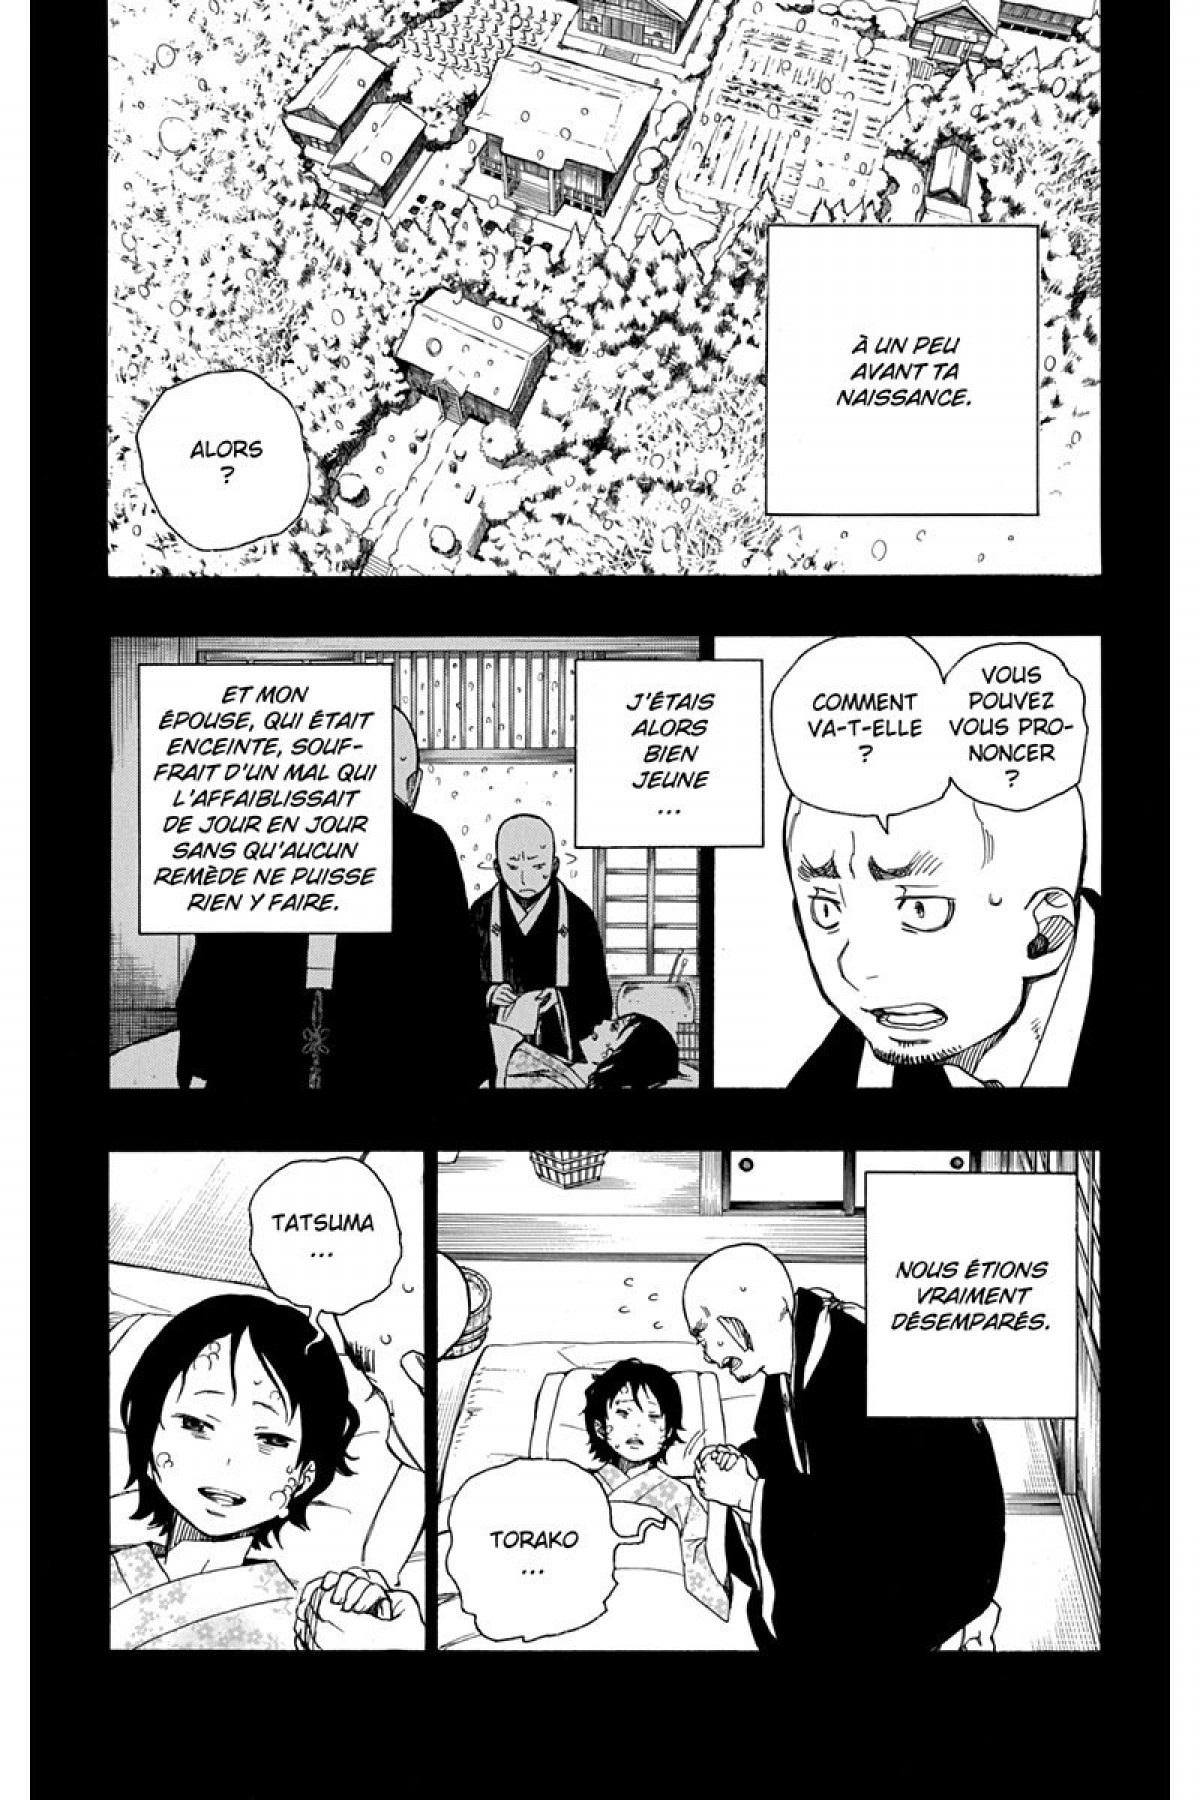 À UN PEU
AVANT TA
NAISSANCE.
ALORS
?
VOUS
POUVEZ
VOUS PRO-
NONCER
?
COMMENT
VA-T-ELLE
?
J'ÉTAIS
ALORS
BIEN
JEUNE
...
ET MON
ÉPOUSE, QUI ÉTAIT
ENCEINTE, SOUF-
FRAIT D'UN MAL QUI
L'AFFAIBLISSAIT
DE JOUR EN JOUR
SANS QU'AUCUN
REMÈDE NE PUISSE
RIEN Y FAIRE.
NOUS ÉTIONS
VRAIMENT
DÉSEMPARÉS.
TORAKO
...
TATSUMA
...